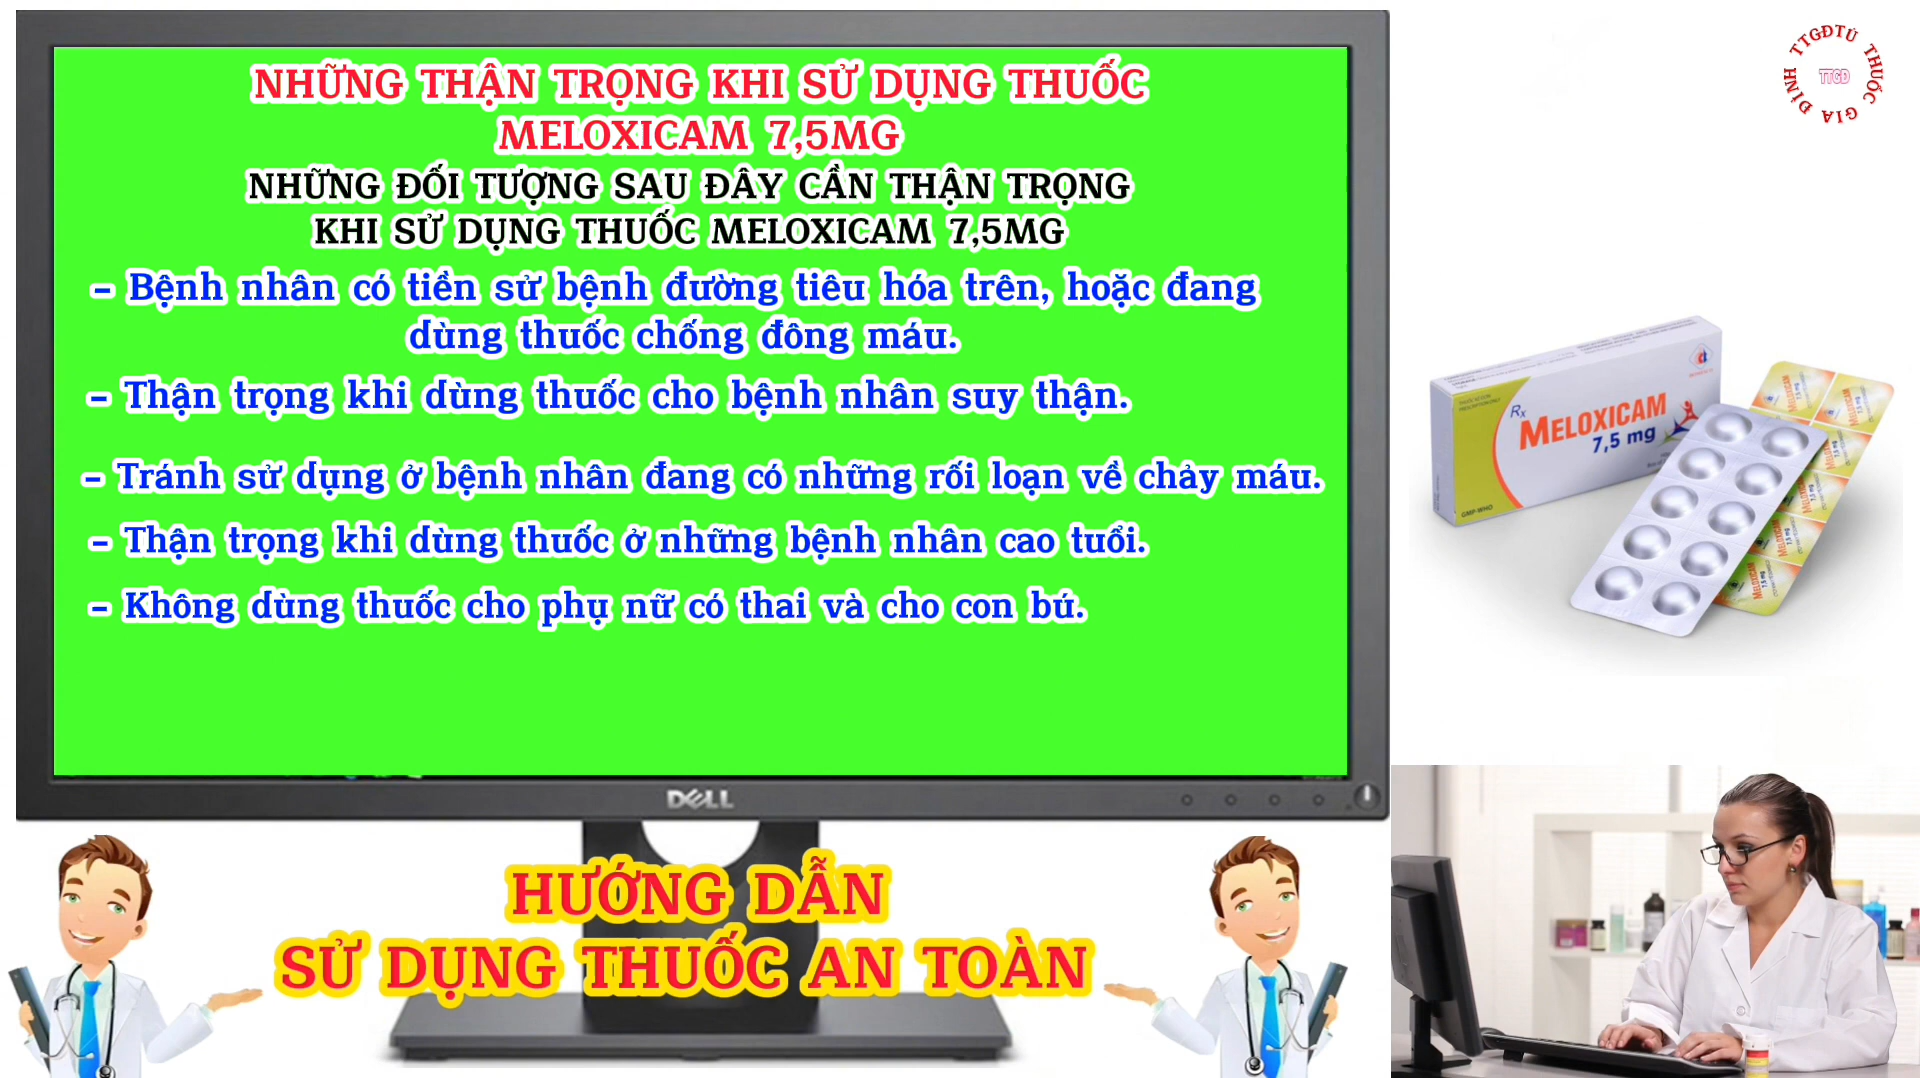 NHỮNG THẬN TRỌNG KHI SỬ DỤNG THUỐC
MELOXICAM 7,5MG
NHỮNG ĐỐI TƯỢNG SAU ĐÂY CẦN THẬN TRỌNG
KHI SỬ DỤNG THUỐC MELOXICAM 7,5MG
- Bệnh nhân có tiền sử bệnh đường tiêu hóa trên, hoặc đang
dùng thuốc chống đông máu.
- Thận trọng khi dùng thuốc cho bệnh nhân suy thận.
- Tránh sử dụng ở bệnh nhân đang có những rối loạn về chảy máu.
- Thận trọng khi dùng thuốc ở những bệnh nhân cao tuổi.
- Không dùng thuốc cho phụ nữ có thai và cho con bú.
DELL
HƯỚNG DẪN
SỬ DỤNG THUỐC AN TOÀN
TTGĐTỦ THUỐC GIA ĐÌNH
TTGĐ
Rx
MELOXICAM
7,5 mg
GMP-WHO